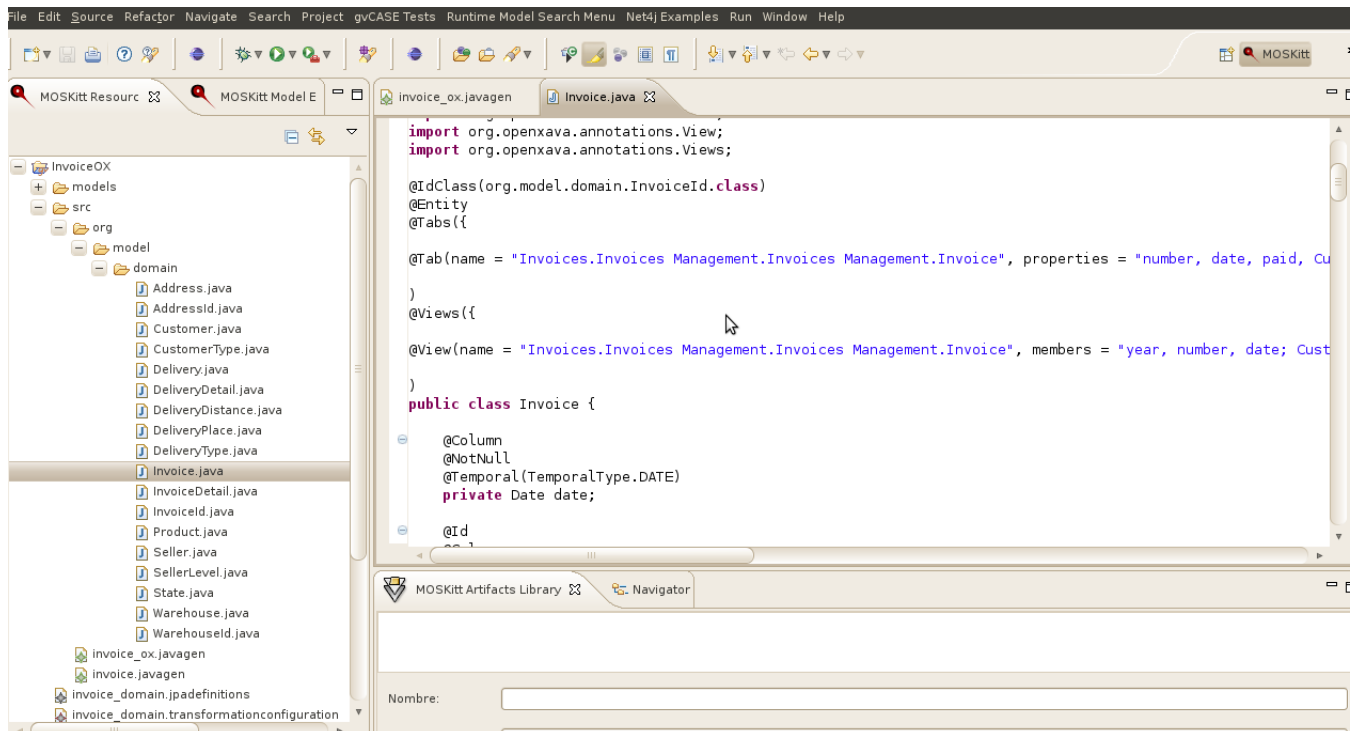 File Edit Source Refactor Navigate Search Project gvCASE Tests Runtime Model Search Menu Net4j Examples Run Window Help
MOSKitt
MOSKitt Resourc
MOSKitt Model E
InvoiceOX
models
src
org
model
domain
Address.java
AddressId.java
Customer.java
CustomerType.java
Delivery.java
DeliveryDetail.java
DeliveryDistance.java
DeliveryPlace.java
DeliveryType.java
Invoice.java
InvoiceDetail.java
InvoiceId.java
Product.java
Seller.java
SellerLevel.java
State.java
Warehouse.java
WarehouseId.java
invoice_ox.javagen
invoice.javagen
invoice_domain.jpadefinitions
invoice_domain.transformationconfiguration
invoice_ox.javagen
Invoice.java
import org.openxava.annotations.View;
import org.openxava.annotations.Views;
@IdClass(org.model.domain.InvoiceId.class)
@Entity
@Tabs({
@Tab(name = "Invoices.Invoices Management.Invoices Management.Invoice", properties = "number, date, paid, Cu
)
@Views({
@View(name = "Invoices.Invoices Management.Invoices Management.Invoice", members = "year, number, date; Cust
)
public class Invoice {
@Column
@NotNull
@Temporal(TemporalType.DATE)
private Date date;
@Id
MOSKitt Artifacts Library
Navigator
Nombre: